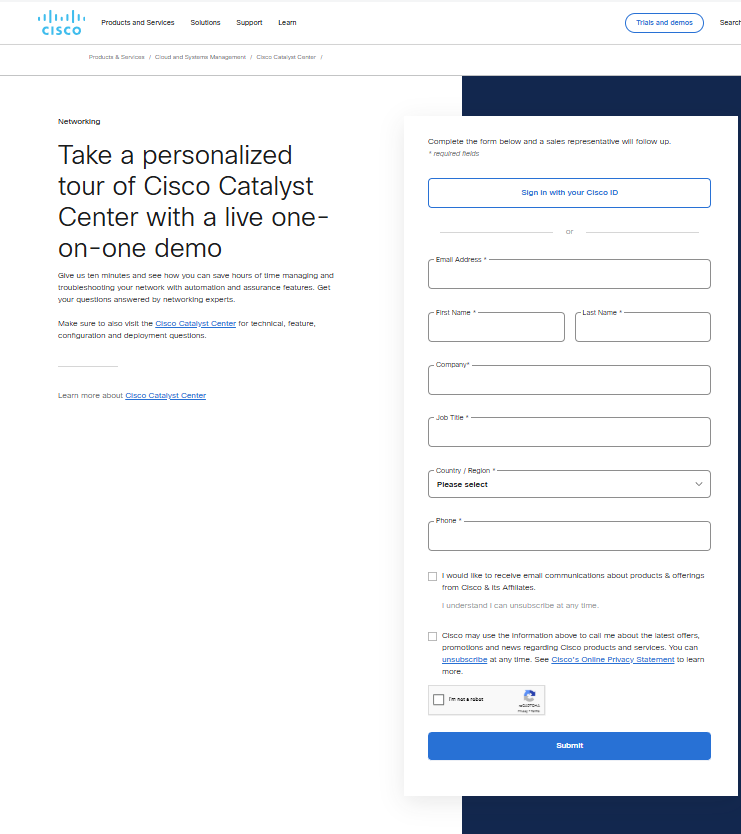 CISCO
Products and Services Solutions Support Learn
Trials and demos
Search
Products & Services / Cloud and Systems Management / Cisco Catalyst Center /
Networking
Take a personalized
tour of Cisco Catalyst
Center with a live one-
on-one demo
Give us ten minutes and see how you can save hours of time managing and
troubleshooting your network with automation and assurance features. Get
your questions answered by networking experts.
Make sure to also visit the Cisco Catalyst Center for technical, feature,
configuration and deployment questions.
Learn more about Cisco Catalyst Center
Complete the form below and a sales representative will follow up.
* required fields
Sign in with your Cisco ID
or
Email Address *
First Name * Last Name *
Company*
Job Title *
Country / Region *
Please select
Phone *
I would like to receive email communications about products & offerings
from Cisco & its Affiliates.
I understand I can unsubscribe at any time.
Cisco may use the information above to call me about the latest offers,
promotions and news regarding Cisco products and services. You can
unsubscribe at any time. See Cisco's Online Privacy Statement to learn
more.
I'm not a robot
reCAPTCHA
Privacy - Terms
Submit